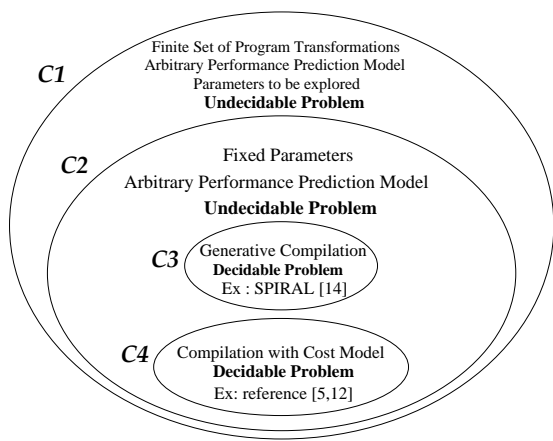 C1
Finite Set of Program Transformations
Arbitrary Performance Prediction Model
Parameters to be explored
Undecidable Problem
C2
Fixed Parameters
Arbitrary Performance Prediction Model
Undecidable Problem
C3
Generative Compilation
Decidable Problem
Ex : SPIRAL [14]
C4
Compilation with Cost Model
Decidable Problem
Ex: reference [5,12]